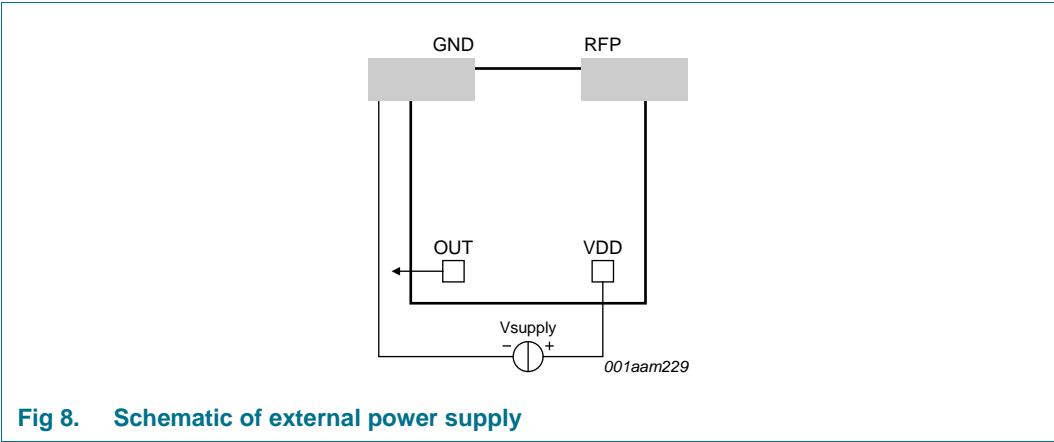 GND RFP
OUT VDD
Vsupply
− +
001aam229
Fig 8. Schematic of external power supply